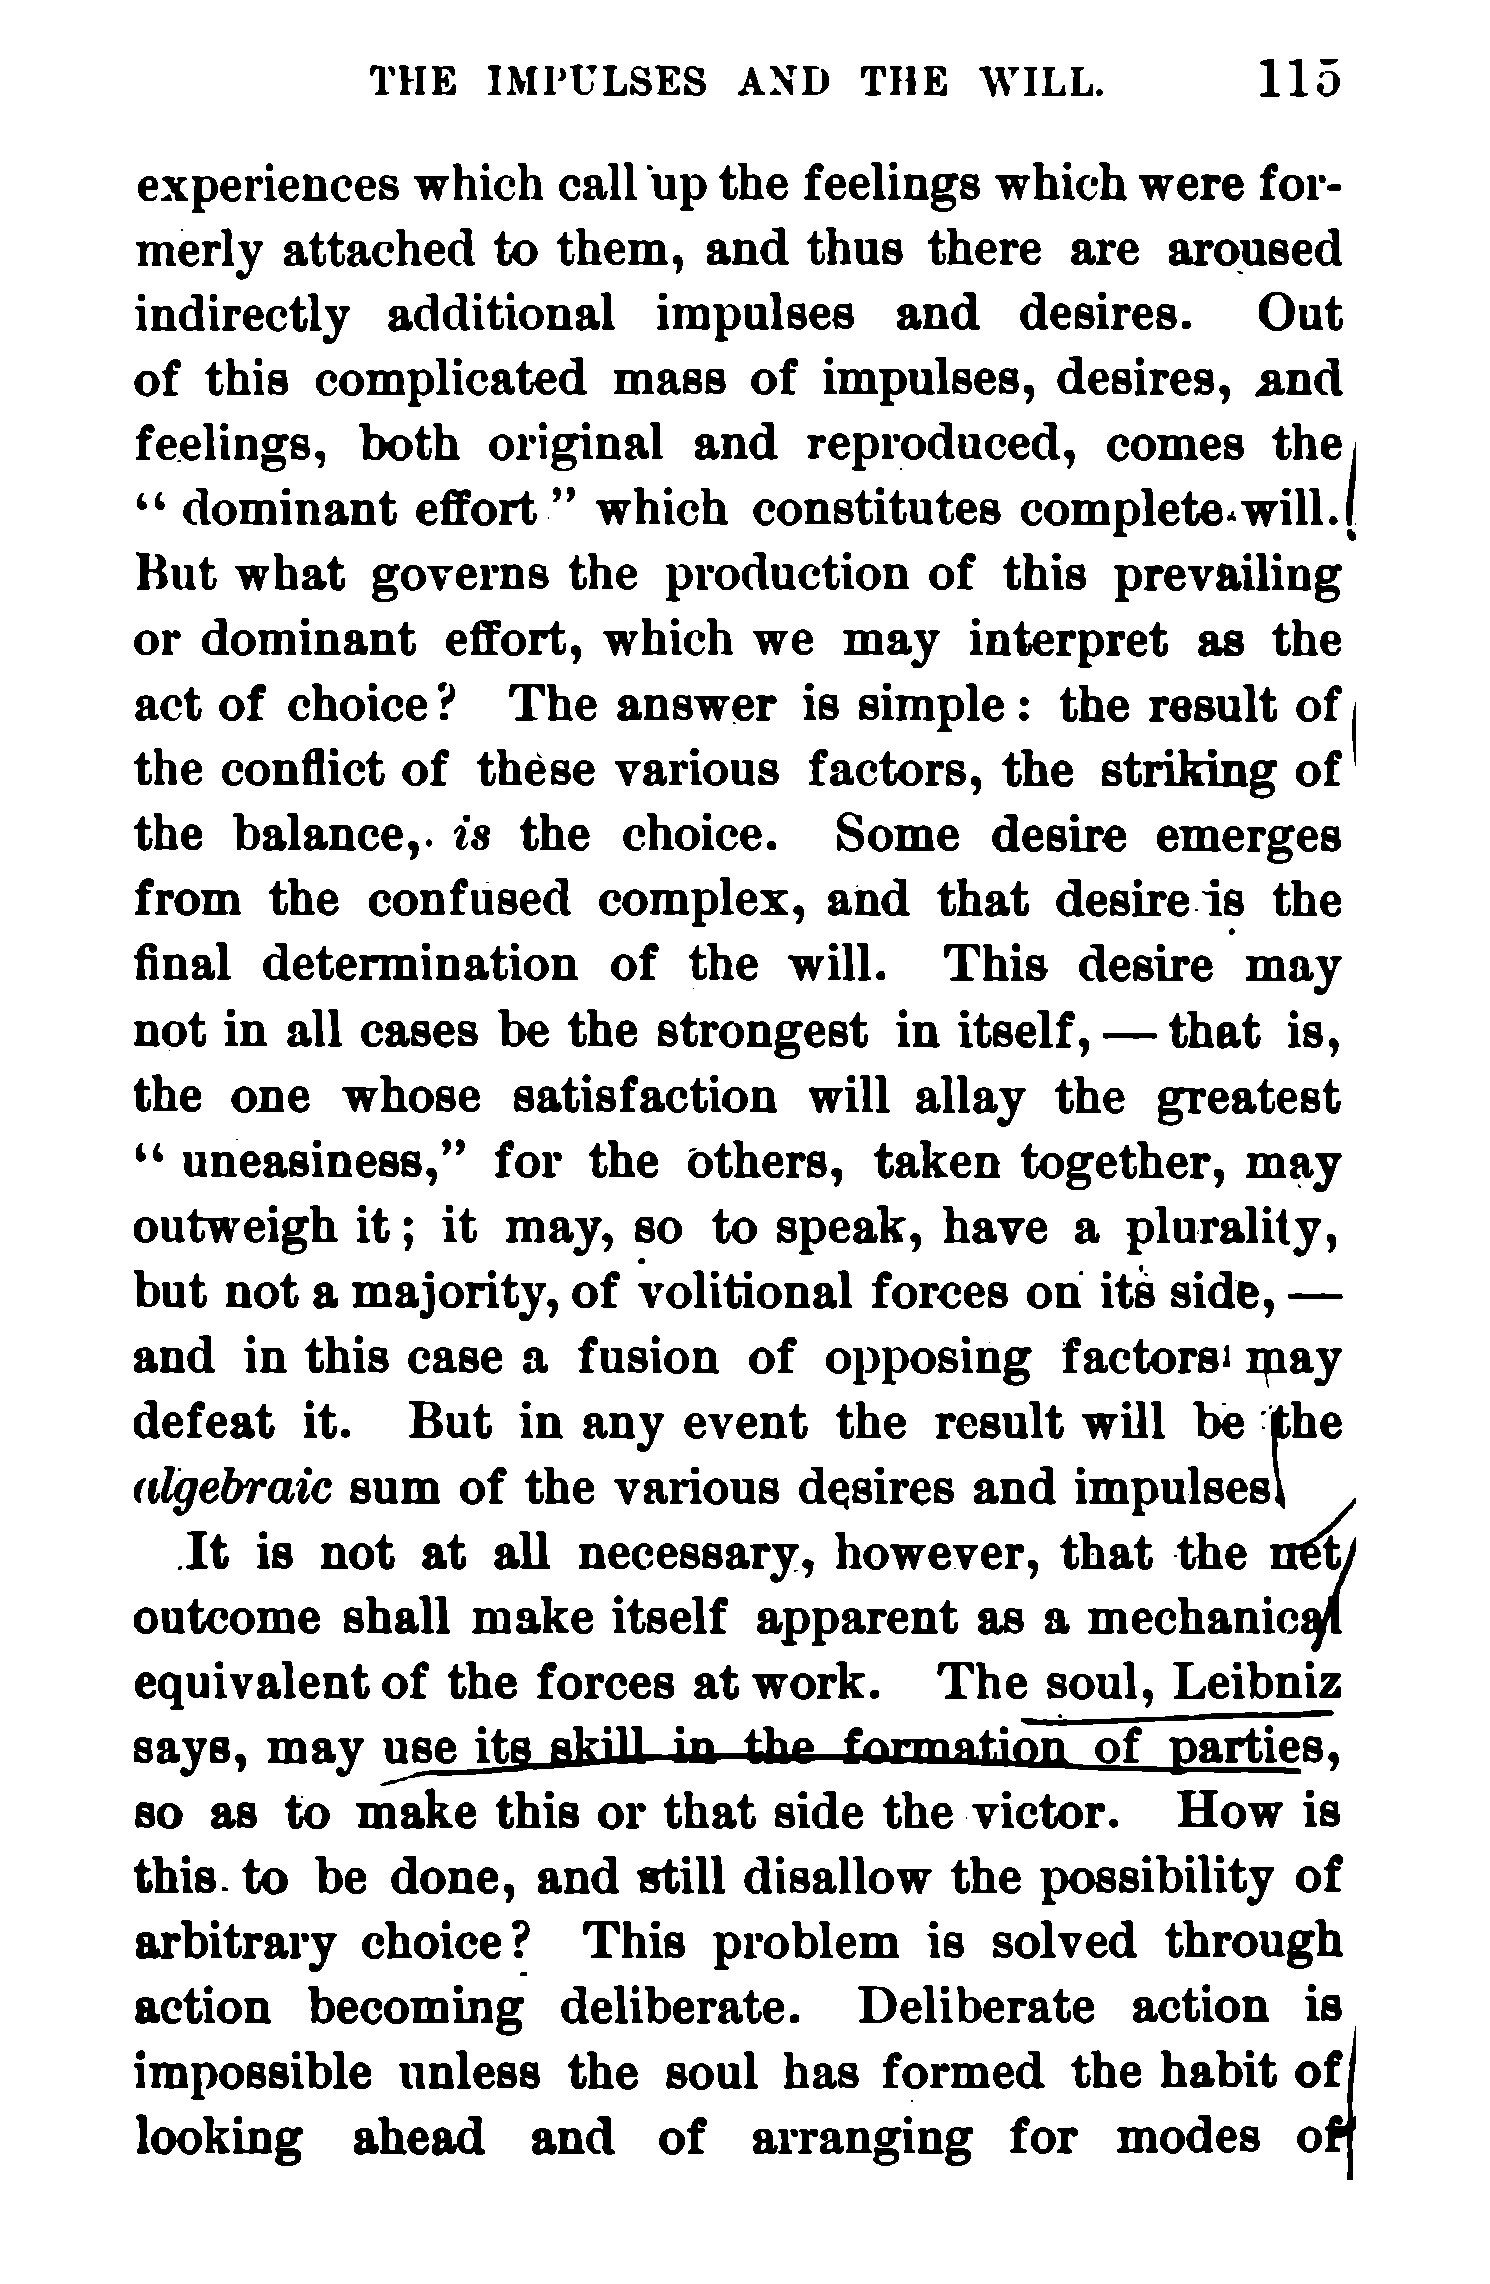 THE IMPULSES AND THE WILL. 115
experiences which call up the feelings which were for-
merly attached to them, and thus there are aroused
indirectly additional impulses and desires. Out
of this complicated mass of impulses, desires, and
feelings, both original and reproduced, comes the
“ dominant effort ” which constitutes complete will.
But what governs the production of this prevailing
or dominant effort, which we may interpret as the
act of choice? The answer is simple : the result of
the conflict of these various factors, the striking of
the balance, is the choice. Some desire emerges
from the confused complex, and that desire is the
final determination of the will. This desire may
not in all cases be the strongest in itself, — that is,
the one whose satisfaction will allay the greatest
“ uneasiness,” for the others, taken together, may
outweigh it ; it may, so to speak, have a plurality,
but not a majority, of volitional forces on its side, —
and in this case a fusion of opposing factors may
defeat it. But in any event the result will be the
algebraic sum of the various desires and impulses.
It is not at all necessary, however, that the net
outcome shall make itself apparent as a mechanical
equivalent of the forces at work. The soul, Leibniz
says, may use its skill in the formation of parties,
so as to make this or that side the victor. How is
this to be done, and still disallow the possibility of
arbitrary choice? This problem is solved through
action becoming deliberate. Deliberate action is
impossible unless the soul has formed the habit of
looking ahead and of arranging for modes of